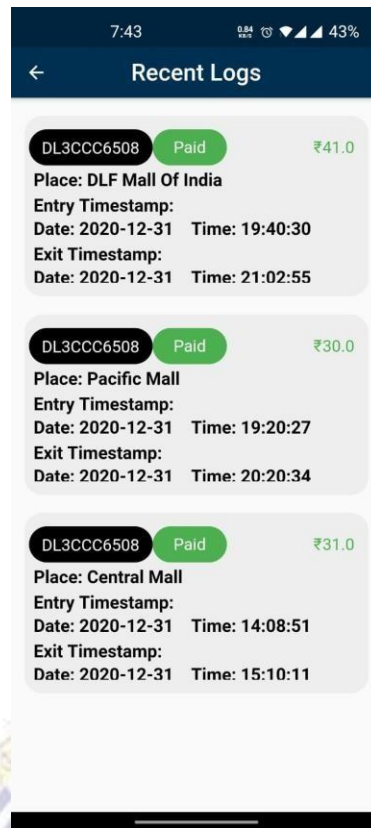 7:43 0.84 KB/S 43%
← Recent Logs
DL3CCC6508 Paid ₹41.0
Place: DLF Mall Of India
Entry Timestamp:
Date: 2020-12-31 Time: 19:40:30
Exit Timestamp:
Date: 2020-12-31 Time: 21:02:55
DL3CCC6508 Paid ₹30.0
Place: Pacific Mall
Entry Timestamp:
Date: 2020-12-31 Time: 19:20:27
Exit Timestamp:
Date: 2020-12-31 Time: 20:20:34
DL3CCC6508 Paid ₹31.0
Place: Central Mall
Entry Timestamp:
Date: 2020-12-31 Time: 14:08:51
Exit Timestamp:
Date: 2020-12-31 Time: 15:10:11